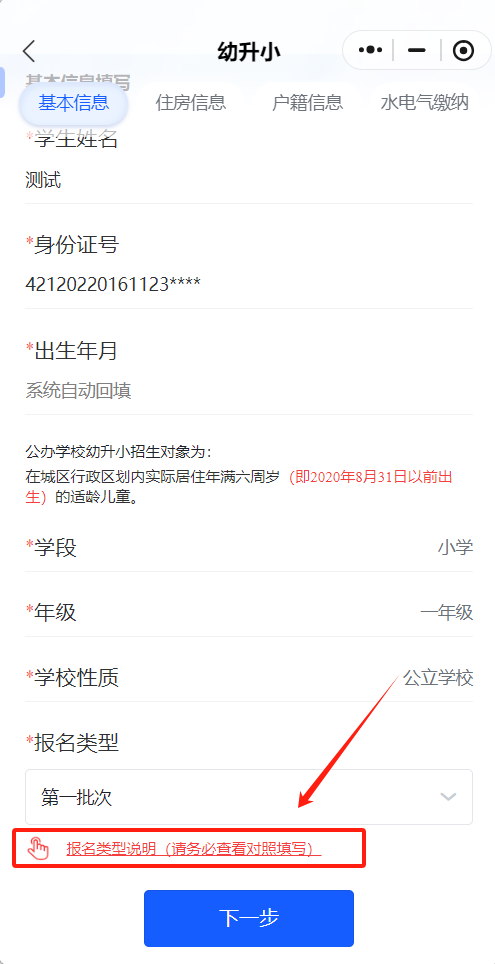 幼升小
基本信息填写
基本信息 住房信息 户籍信息 水电气缴纳
*学生姓名
测试
*身份证号
42120220161123****
*出生年月
系统自动回填
公办学校幼升小招生对象为：
在城区行政区划内实际居住年满六周岁（即2020年8月31日以前出
生）的适龄儿童。
*学段 小学
*年级 一年级
*学校性质 公立学校
*报名类型
第一批次
报名类型说明（请务必查看对照填写）
下一步